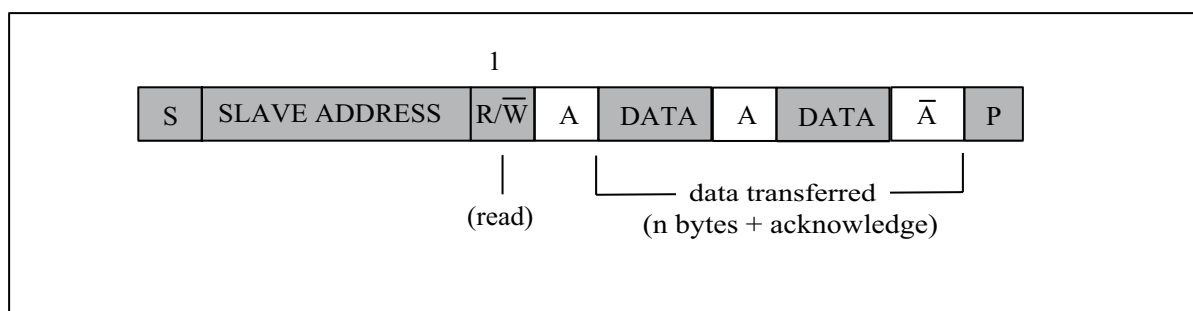 1
S SLAVE ADDRESS R/W̅ A DATA A DATA A̅ P
data transferred
(read)
(n bytes + acknowledge)